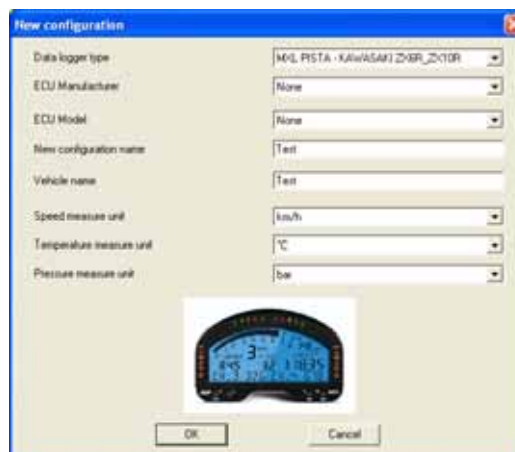 New configuration
Data logger type
MXL PISTA - KAWASAKI ZX6R_ZX10R
ECU Manufacturer
None
ECU Model
None
New configuration name
Test
Vehicle name
Test
Speed measure unit
km/h
Temperature measure unit
°C
Pressure measure unit
bar
3
OK
Cancel